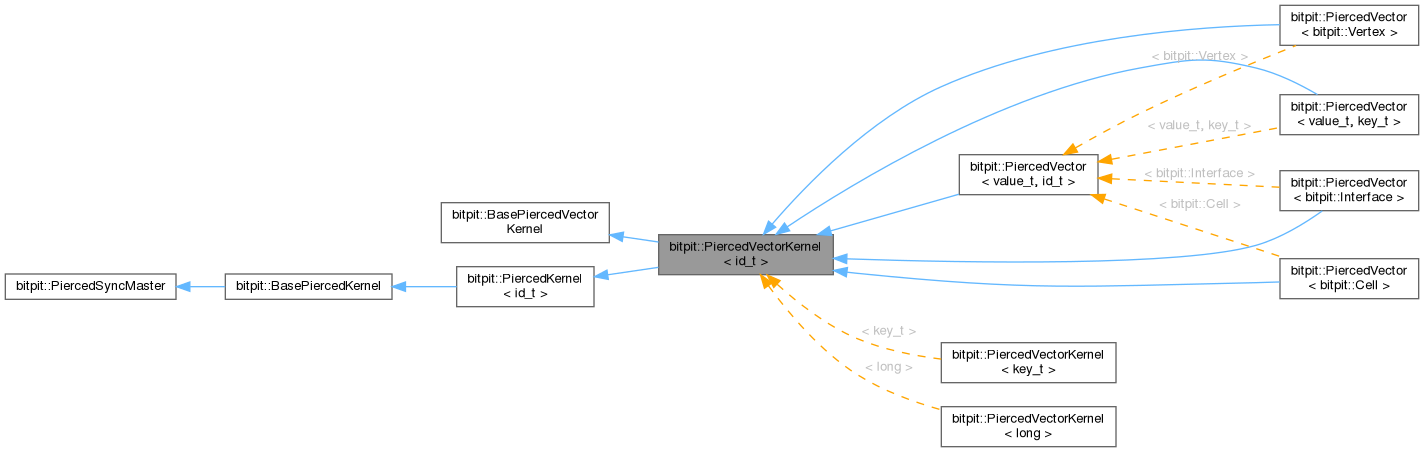 bitpit::PiercedSyncMaster
bitpit::BasePiercedKernel
bitpit::BasePiercedVector
Kernel
bitpit::PiercedKernel
< id_t >
bitpit::PiercedVectorKernel
< id_t >
bitpit::PiercedVector
< value_t, id_t >
bitpit::PiercedVector
< bitpit::Vertex >
bitpit::PiercedVector
< value_t, key_t >
bitpit::PiercedVector
< bitpit::Interface >
bitpit::PiercedVector
< bitpit::Cell >
< bitpit::Vertex >
< value_t, key_t >
< bitpit::Interface >
< bitpit::Cell >
< key_t >
< long >
bitpit::PiercedVectorKernel
< key_t >
bitpit::PiercedVectorKernel
< long >